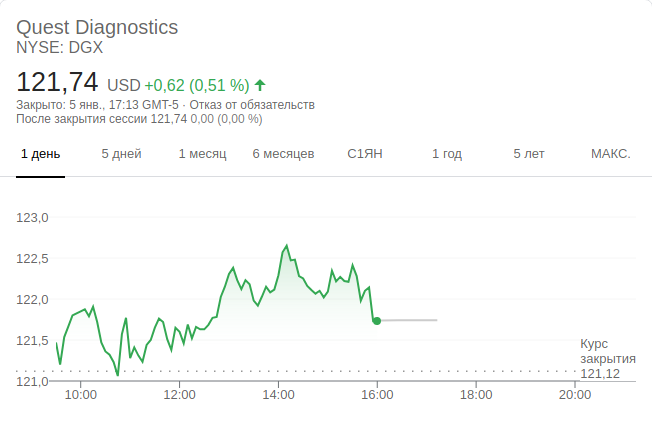 Quest Diagnostics
NYSE: DGX
121,74 USD +0,62 (0,51 %)
Закрыто: 5 янв., 17:13 GMT-5 · Отказ от обязательств
После закрытия сессии 121,74 0,00 (0,00 %)
1 день 5 дней 1 месяц 6 месяцев С1ЯН 1 год 5 лет МАКС.
123,0
122,5
122,0
121,5
121,0
Курс
закрытия
121,12
10:00 12:00 14:00 16:00 18:00 20:00